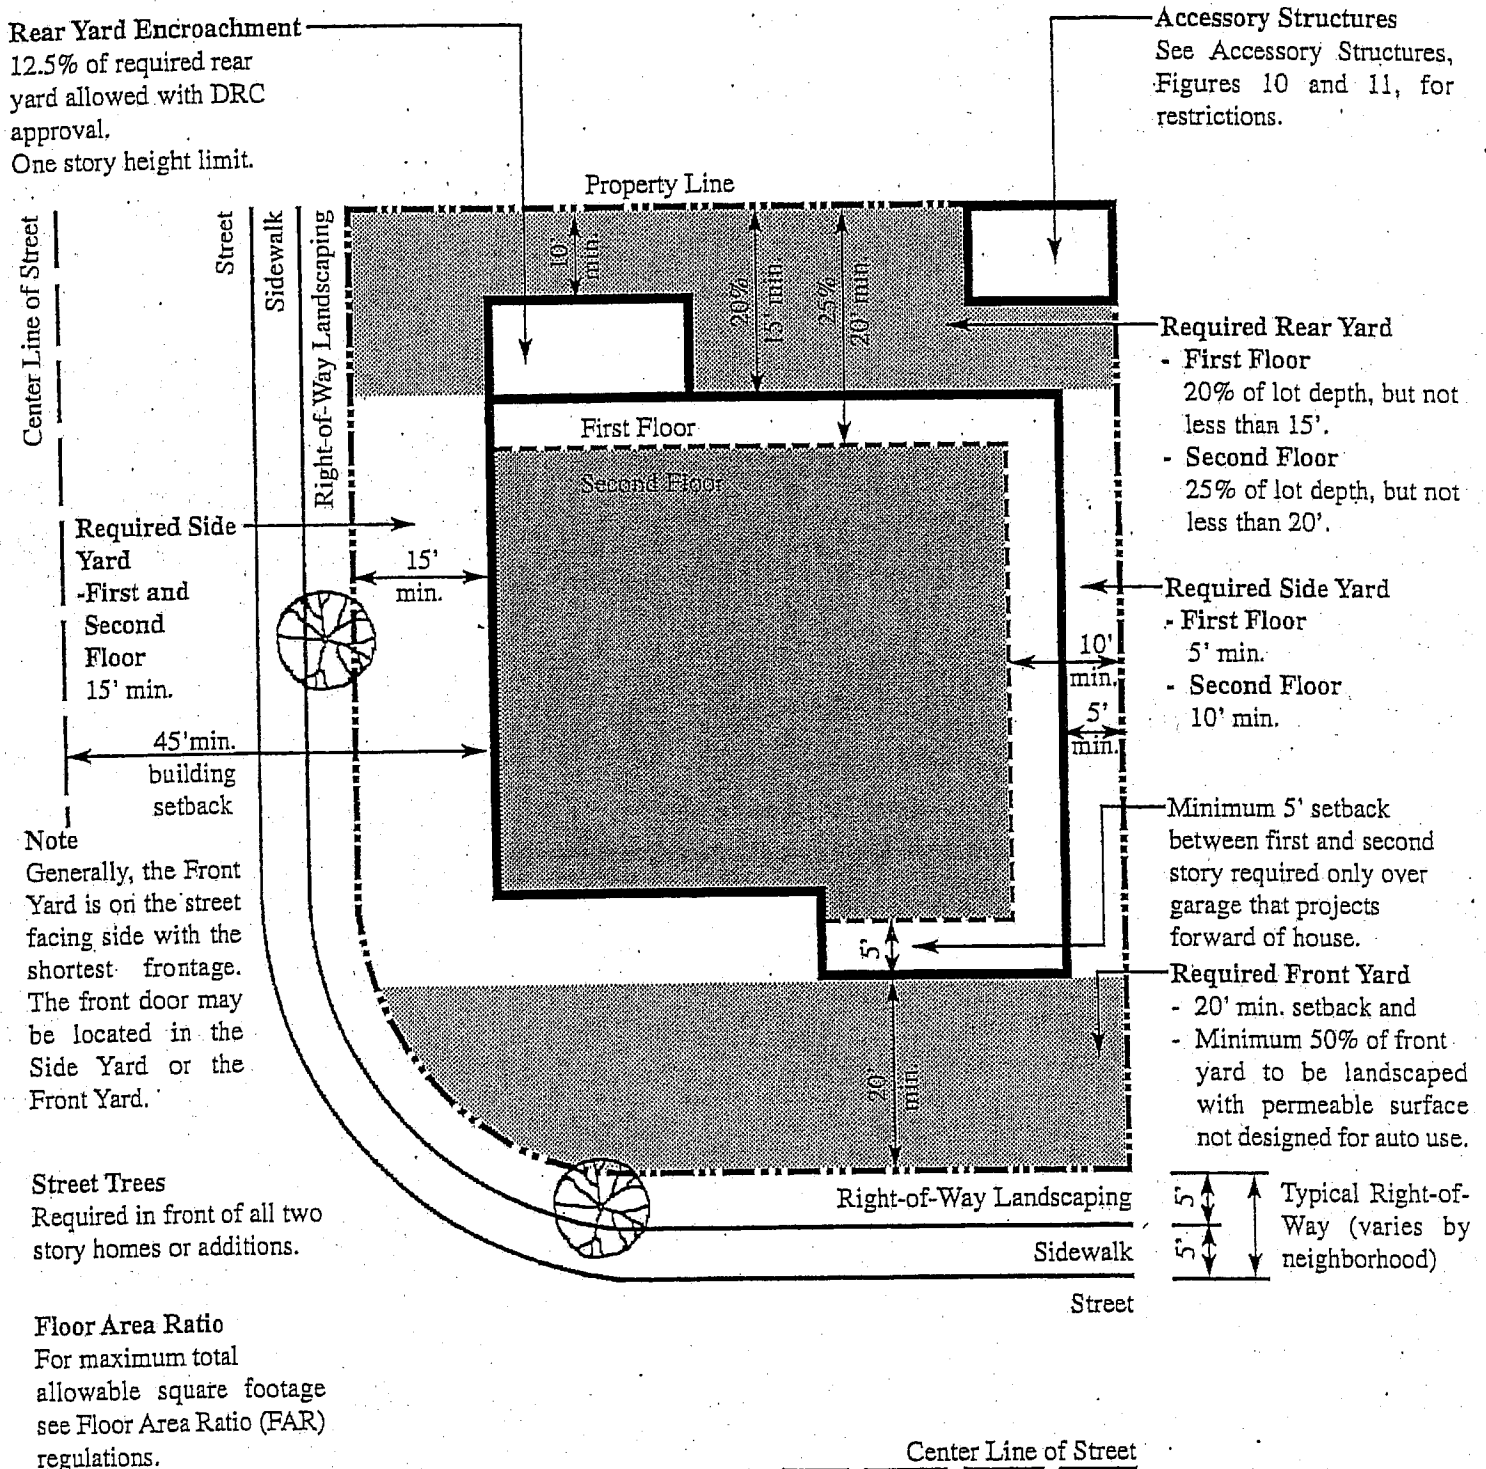 Rear Yard Encroachment
12.5% of required rear
yard allowed with DRC
approval.
One story height limit.
Accessory Structures
See Accessory Structures,
Figures 10 and 11, for
restrictions.
Property Line
Center Line of Street
Street
Sidewalk
Right-of-Way Landscaping
10'
min.
20%
15' min.
25%
20' min.
First Floor
Second Floor
Required Rear Yard
- First Floor
20% of lot depth, but not
less than 15'.
- Second Floor
25% of lot depth, but not
less than 20'.
Required Side
Yard
-First and
Second
Floor
15' min.
15'
min.
Required Side Yard
- First Floor
5' min.
- Second Floor
10' min.
10'
min.
5'
min.
45'min.
building
setback
Note
Generally, the Front
Yard is on the street
facing side with the
shortest frontage.
The front door may
be located in the
Side Yard or the
Front Yard.
Minimum 5' setback
between first and second
story required only over
garage that projects
forward of house.
5'
Required Front Yard
- 20' min. setback and
- Minimum 50% of front
yard to be landscaped
with permeable surface
not designed for auto use.
20'
min.
Street Trees
Required in front of all two
story homes or additions.
Right-of-Way Landscaping
Sidewalk
Street
5'
5'
Typical Right-of-
Way (varies by
neighborhood)
Floor Area Ratio
For maximum total
allowable square footage
see Floor Area Ratio (FAR)
regulations.
Center Line of Street